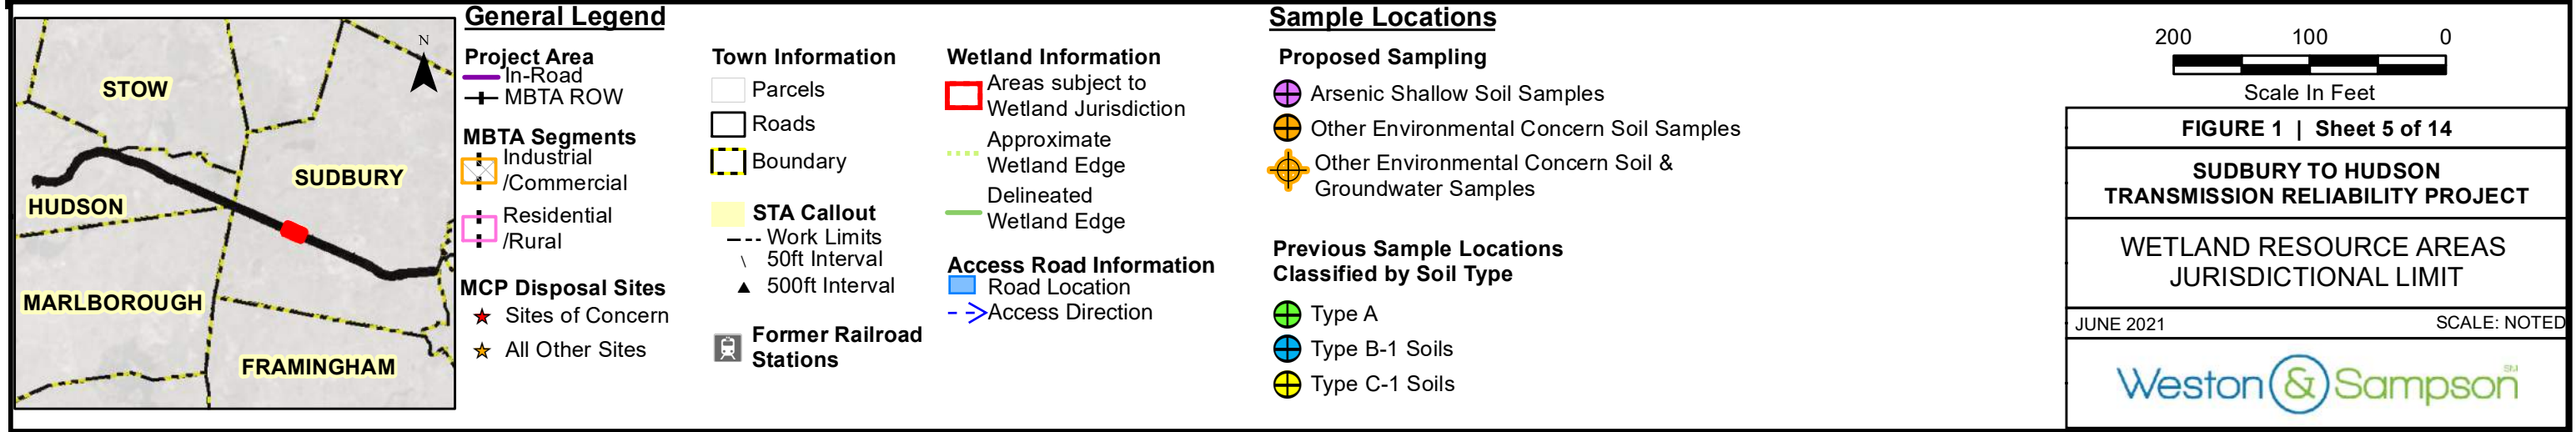 N
STOW
SUDBURY
HUDSON
MARLBOROUGH
FRAMINGHAM
General Legend
Project Area
In-Road
MBTA ROW
MBTA Segments
Industrial
/Commercial
Residential
/Rural
MCP Disposal Sites
Sites of Concern
All Other Sites
Town Information
Parcels
Roads
Boundary
STA Callout
Work Limits
50ft Interval
500ft Interval
Former Railroad
Stations
Wetland Information
Areas subject to
Wetland Jurisdiction
Approximate
Wetland Edge
Delineated
Wetland Edge
Access Road Information
Road Location
Access Direction
Sample Locations
Proposed Sampling
Arsenic Shallow Soil Samples
Other Environmental Concern Soil Samples
Other Environmental Concern Soil &
Groundwater Samples
Previous Sample Locations
Classified by Soil Type
Type A
Type B-1 Soils
Type C-1 Soils
200 100 0
Scale In Feet
FIGURE 1 | Sheet 5 of 14
SUDBURY TO HUDSON
TRANSMISSION RELIABILITY PROJECT
WETLAND RESOURCE AREAS
JURISDICTIONAL LIMIT
JUNE 2021 SCALE: NOTED
Weston & Sampson SM